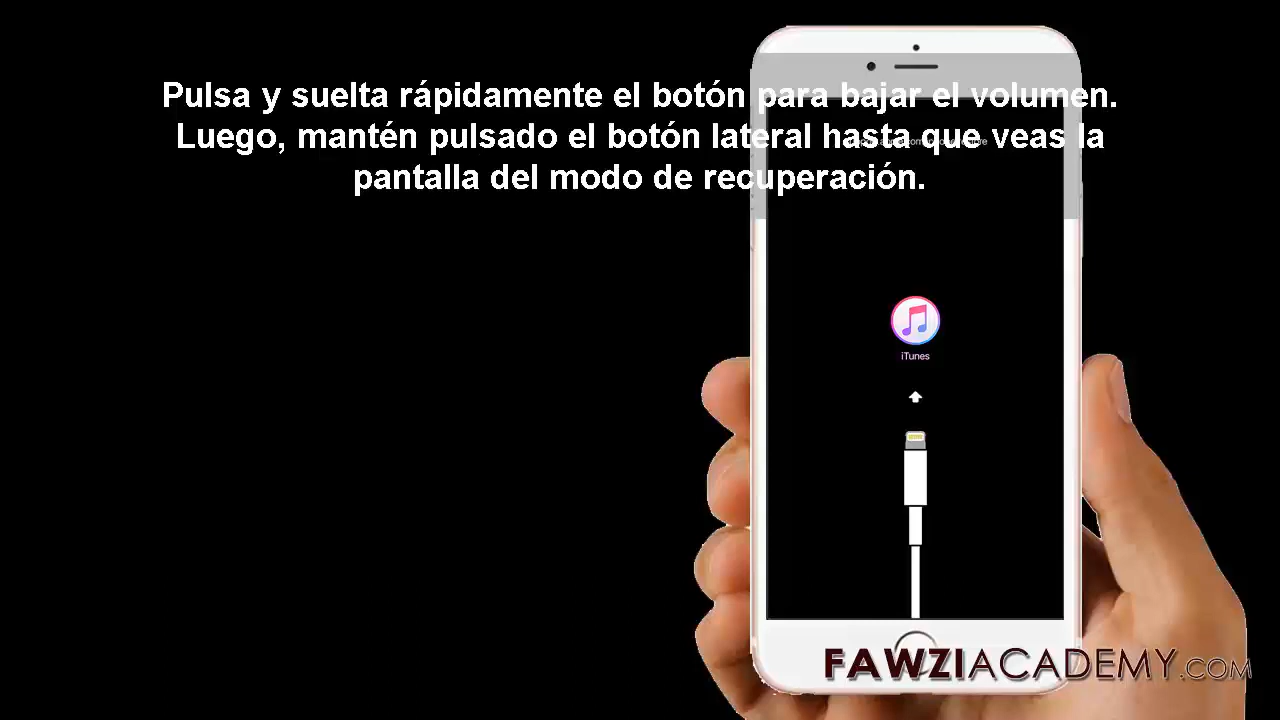 Pulsa y suelta rápidamente el botón para bajar el volumen.
Luego, mantén pulsado el botón lateral hasta que veas la
pantalla del modo de recuperación.
iTunes
FAWZIACADEMY.COM